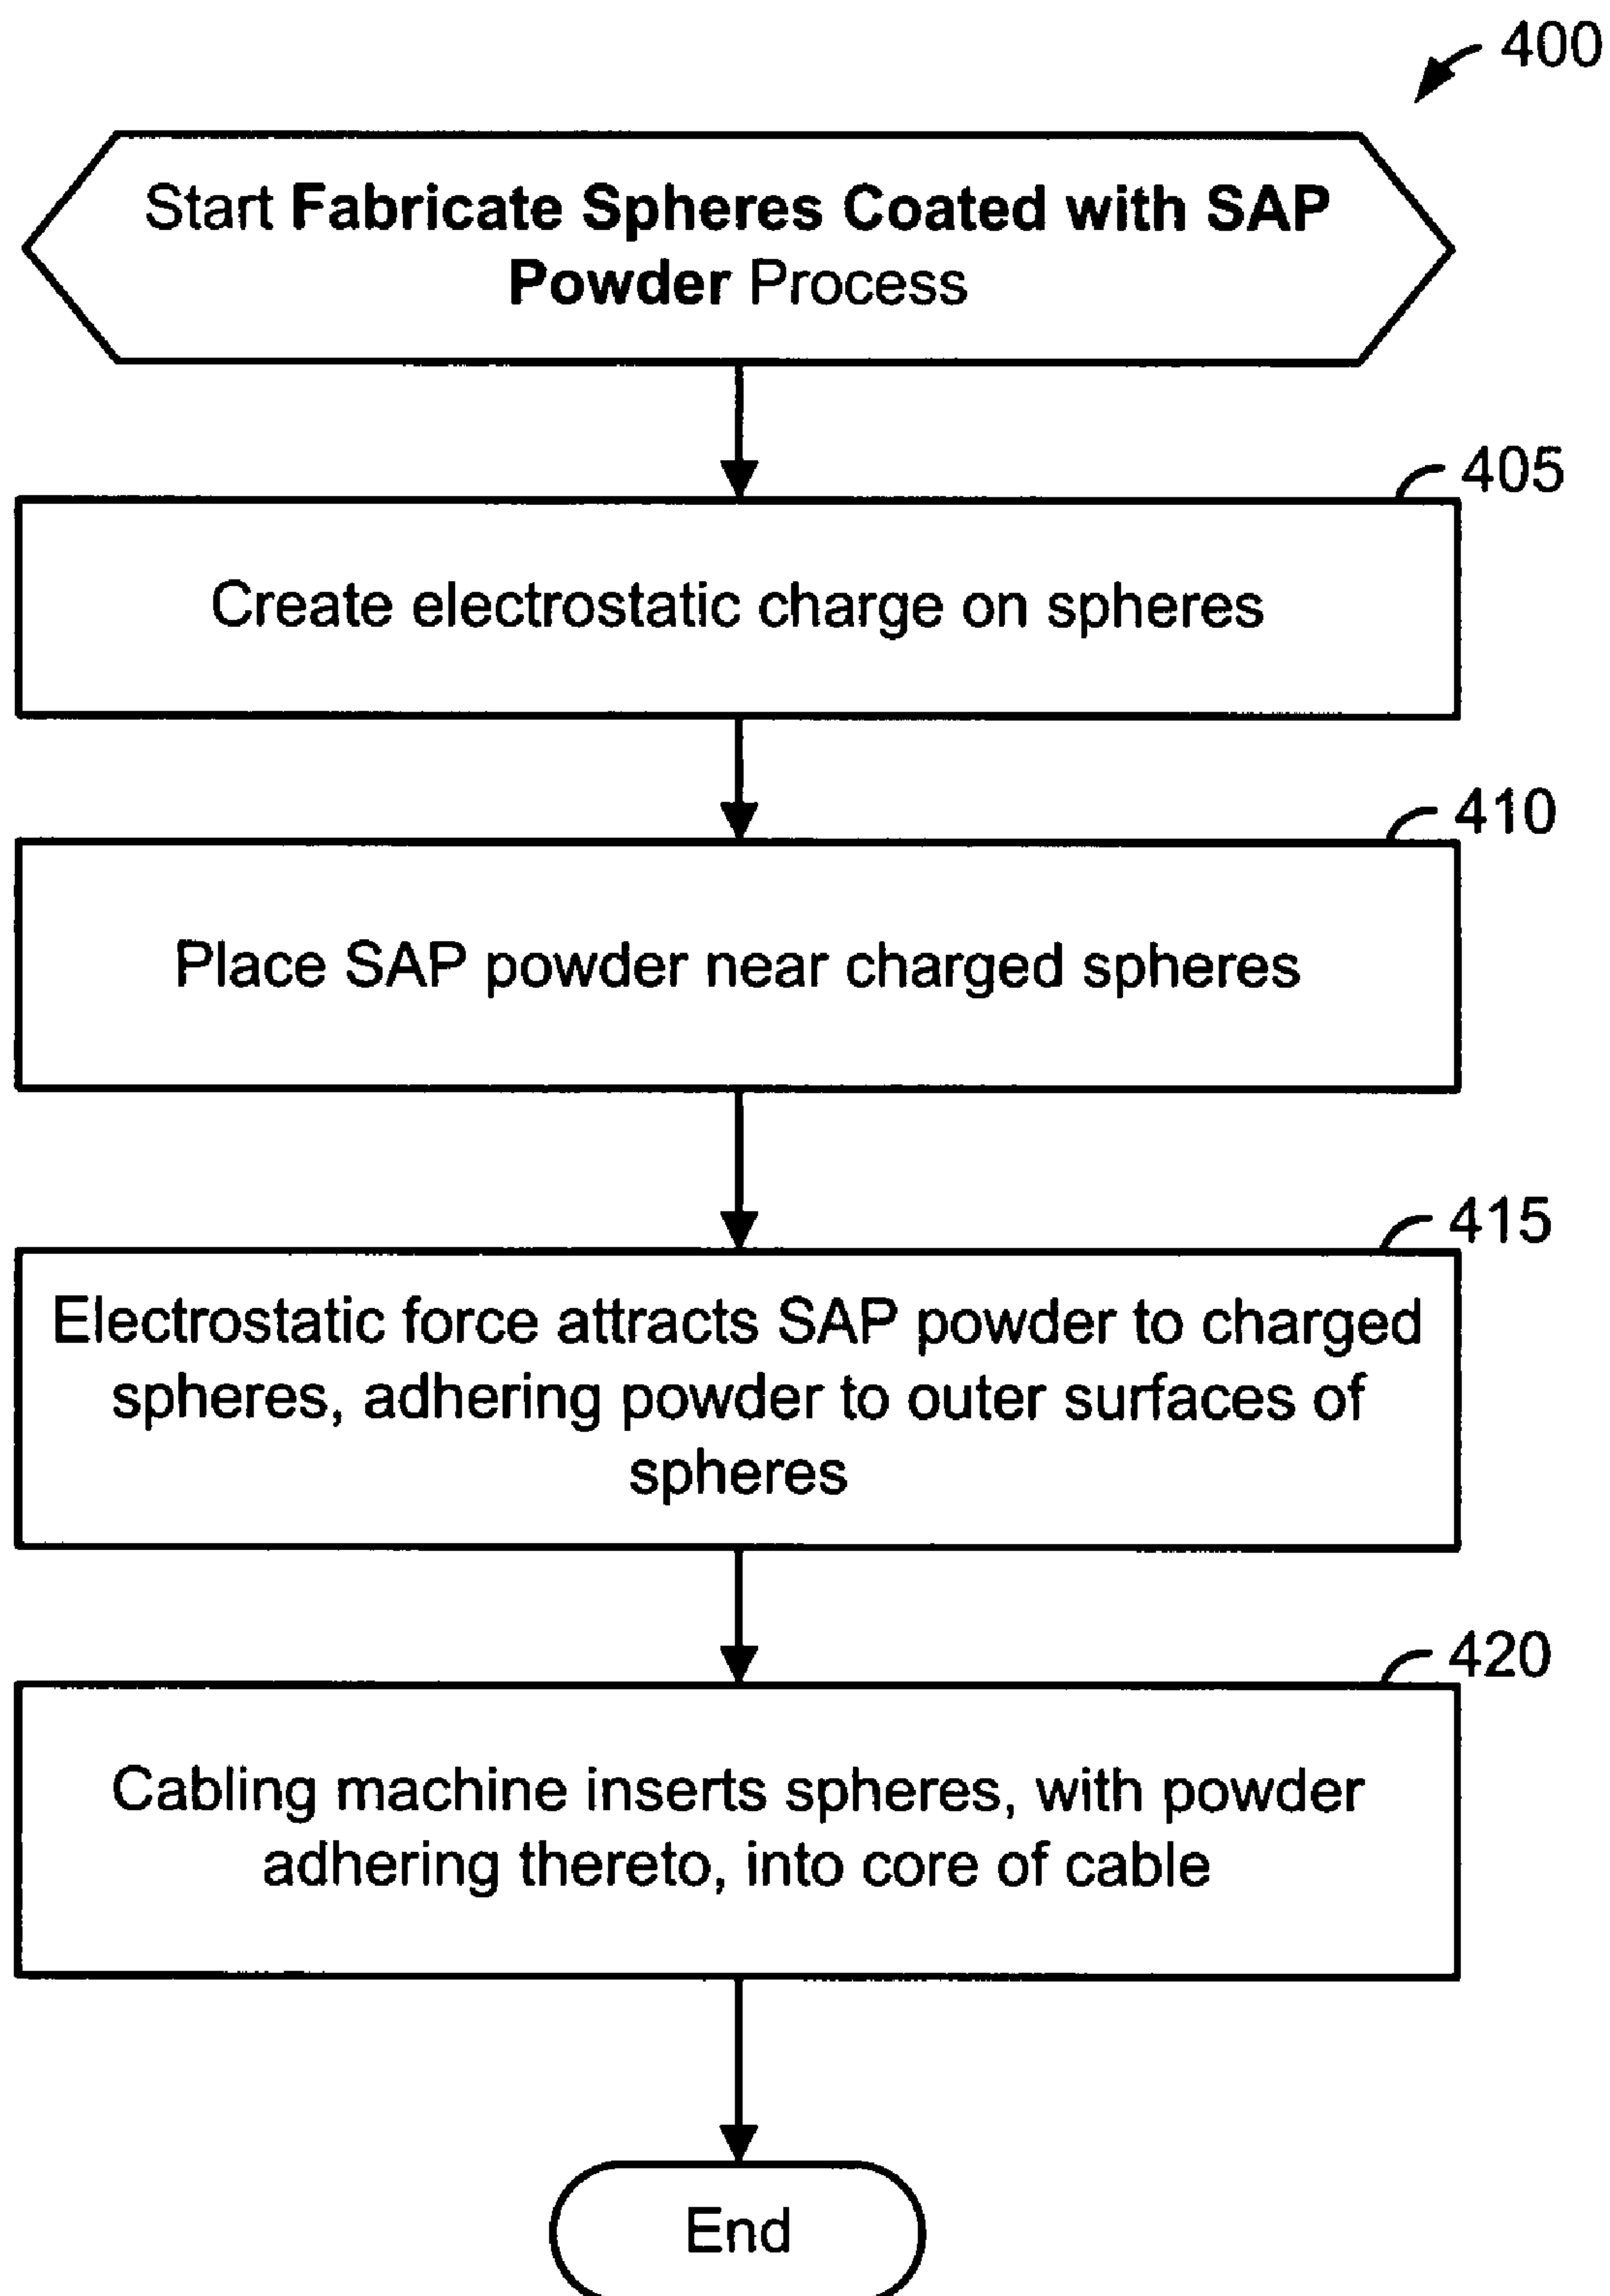 400
Start Fabricate Spheres Coated with SAP
Powder Process
405
Create electrostatic charge on spheres
410
Place SAP powder near charged spheres
415
Electrostatic force attracts SAP powder to charged
spheres, adhering powder to outer surfaces of
spheres
420
Cabling machine inserts spheres, with powder
adhering thereto, into core of cable
End